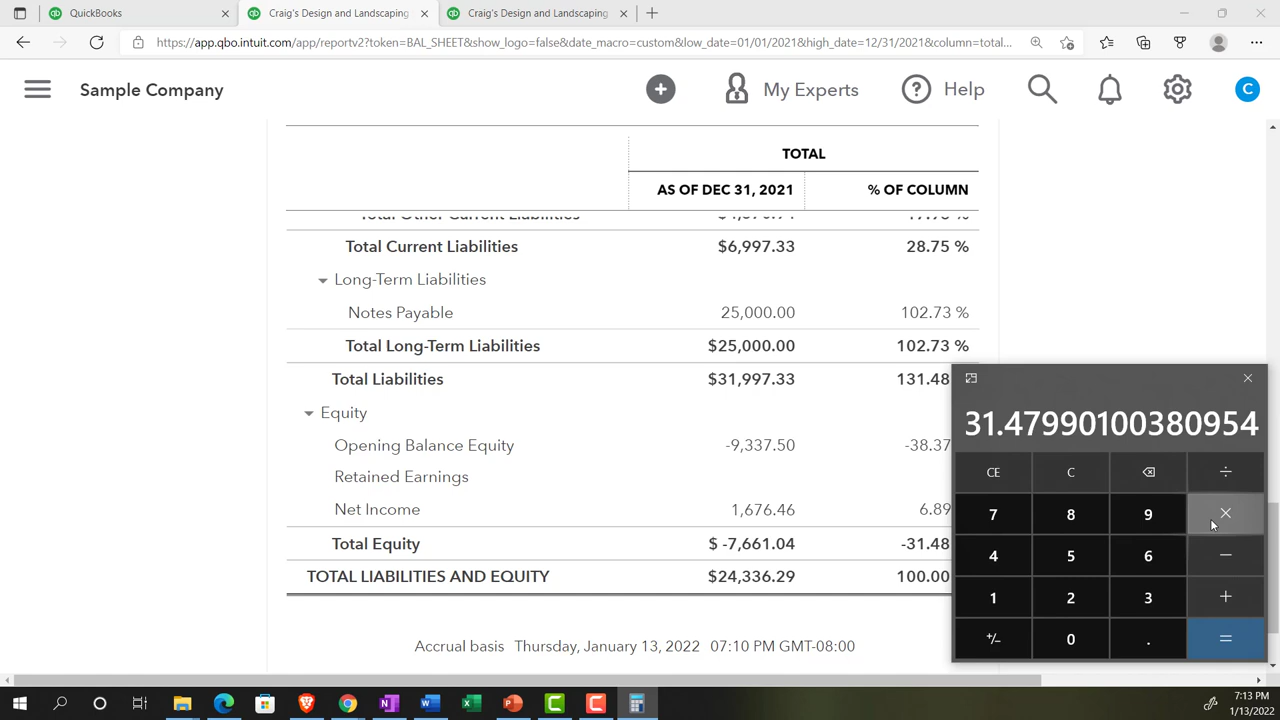 QuickBooks
Craig's Design and Landscaping
Craig's Design and Landscaping
https://app.qbo.intuit.com/app/reportv2?token=BAL_SHEET&show_logo=false&date_macro=custom&low_date=01/01/2021&high_date=12/31/2021&column=total...
Sample Company
My Experts
Help
C
TOTAL
AS OF DEC 31, 2021 % OF COLUMN
Total Other Current Liabilities
Total Current Liabilities $6,997.33 28.75 %
Long-Term Liabilities
Notes Payable 25,000.00 102.73 %
Total Long-Term Liabilities $25,000.00 102.73 %
Total Liabilities $31,997.33 131.48
Equity
Opening Balance Equity -9,337.50 -38.37
Retained Earnings
Net Income 1,676.46 6.89
Total Equity $ -7,661.04 -31.48
TOTAL LIABILITIES AND EQUITY $24,336.29 100.00
Accrual basis Thursday, January 13, 2022 07:10 PM GMT-08:00
31.47990100380954
CE C ⌫ ÷
7 8 9 ×
4 5 6 −
1 2 3 +
+/− 0 . =
7:13 PM
1/13/2022